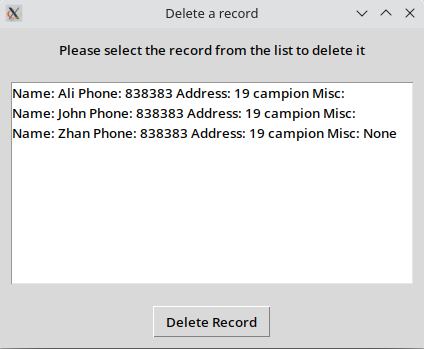 Delete a record
Please select the record from the list to delete it
Name: Ali Phone: 838383 Address: 19 campion Misc:
Name: John Phone: 838383 Address: 19 campion Misc:
Name: Zhan Phone: 838383 Address: 19 campion Misc: None
Delete Record